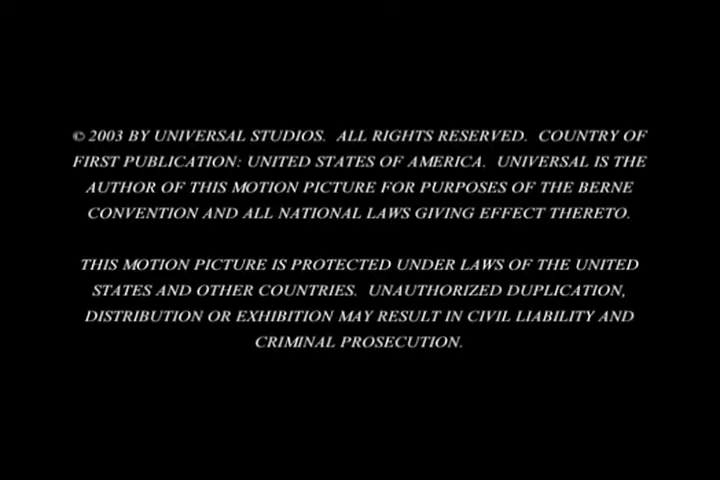 © 2003 BY UNIVERSAL STUDIOS. ALL RIGHTS RESERVED. COUNTRY OF
FIRST PUBLICATION: UNITED STATES OF AMERICA. UNIVERSAL IS THE
AUTHOR OF THIS MOTION PICTURE FOR PURPOSES OF THE BERNE
CONVENTION AND ALL NATIONAL LAWS GIVING EFFECT THERETO.
THIS MOTION PICTURE IS PROTECTED UNDER LAWS OF THE UNITED
STATES AND OTHER COUNTRIES. UNAUTHORIZED DUPLICATION,
DISTRIBUTION OR EXHIBITION MAY RESULT IN CIVIL LIABILITY AND
CRIMINAL PROSECUTION.